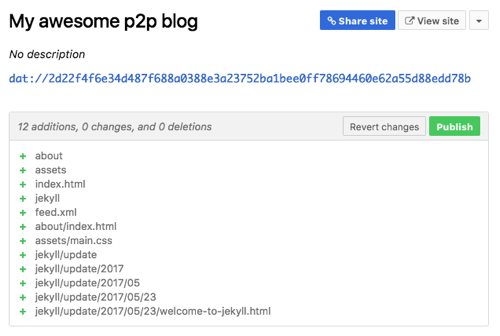 My awesome p2p blog
Share site
View site
No description
dat://2d22f4f6e34d487f688a0388e3a23752ba1bee0ff78694460e62a55d88edd78b
12 additions, 0 changes, and 0 deletions
Revert changes
Publish
+ about
+ assets
+ index.html
+ jekyll
+ feed.xml
+ about/index.html
+ assets/main.css
+ jekyll/update
+ jekyll/update/2017
+ jekyll/update/2017/05
+ jekyll/update/2017/05/23
+ jekyll/update/2017/05/23/welcome-to-jekyll.html